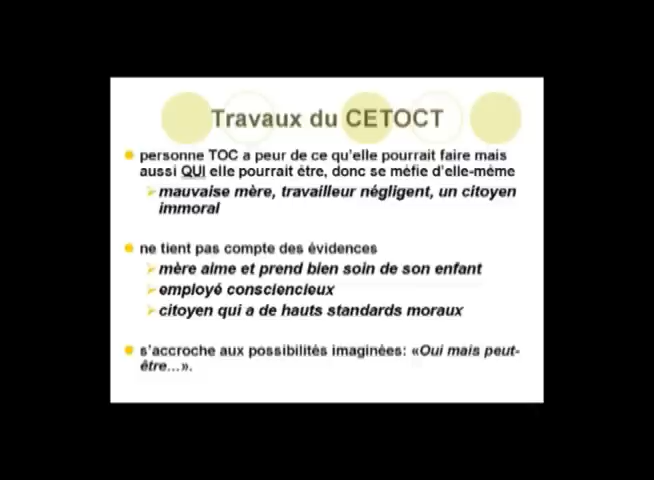 Travaux du CETOCT
personne TOC a peur de ce qu'elle pourrait faire mais
aussi QUI elle pourrait être, donc se méfie d'elle-même
mauvaise mère, travailleur négligent, un citoyen
immoral
ne tient pas compte des évidences
mère aime et prend bien soin de son enfant
employé consciencieux
citoyen qui a de hauts standards moraux
s'accroche aux possibilités imaginées: «Oui mais peut-
être…».